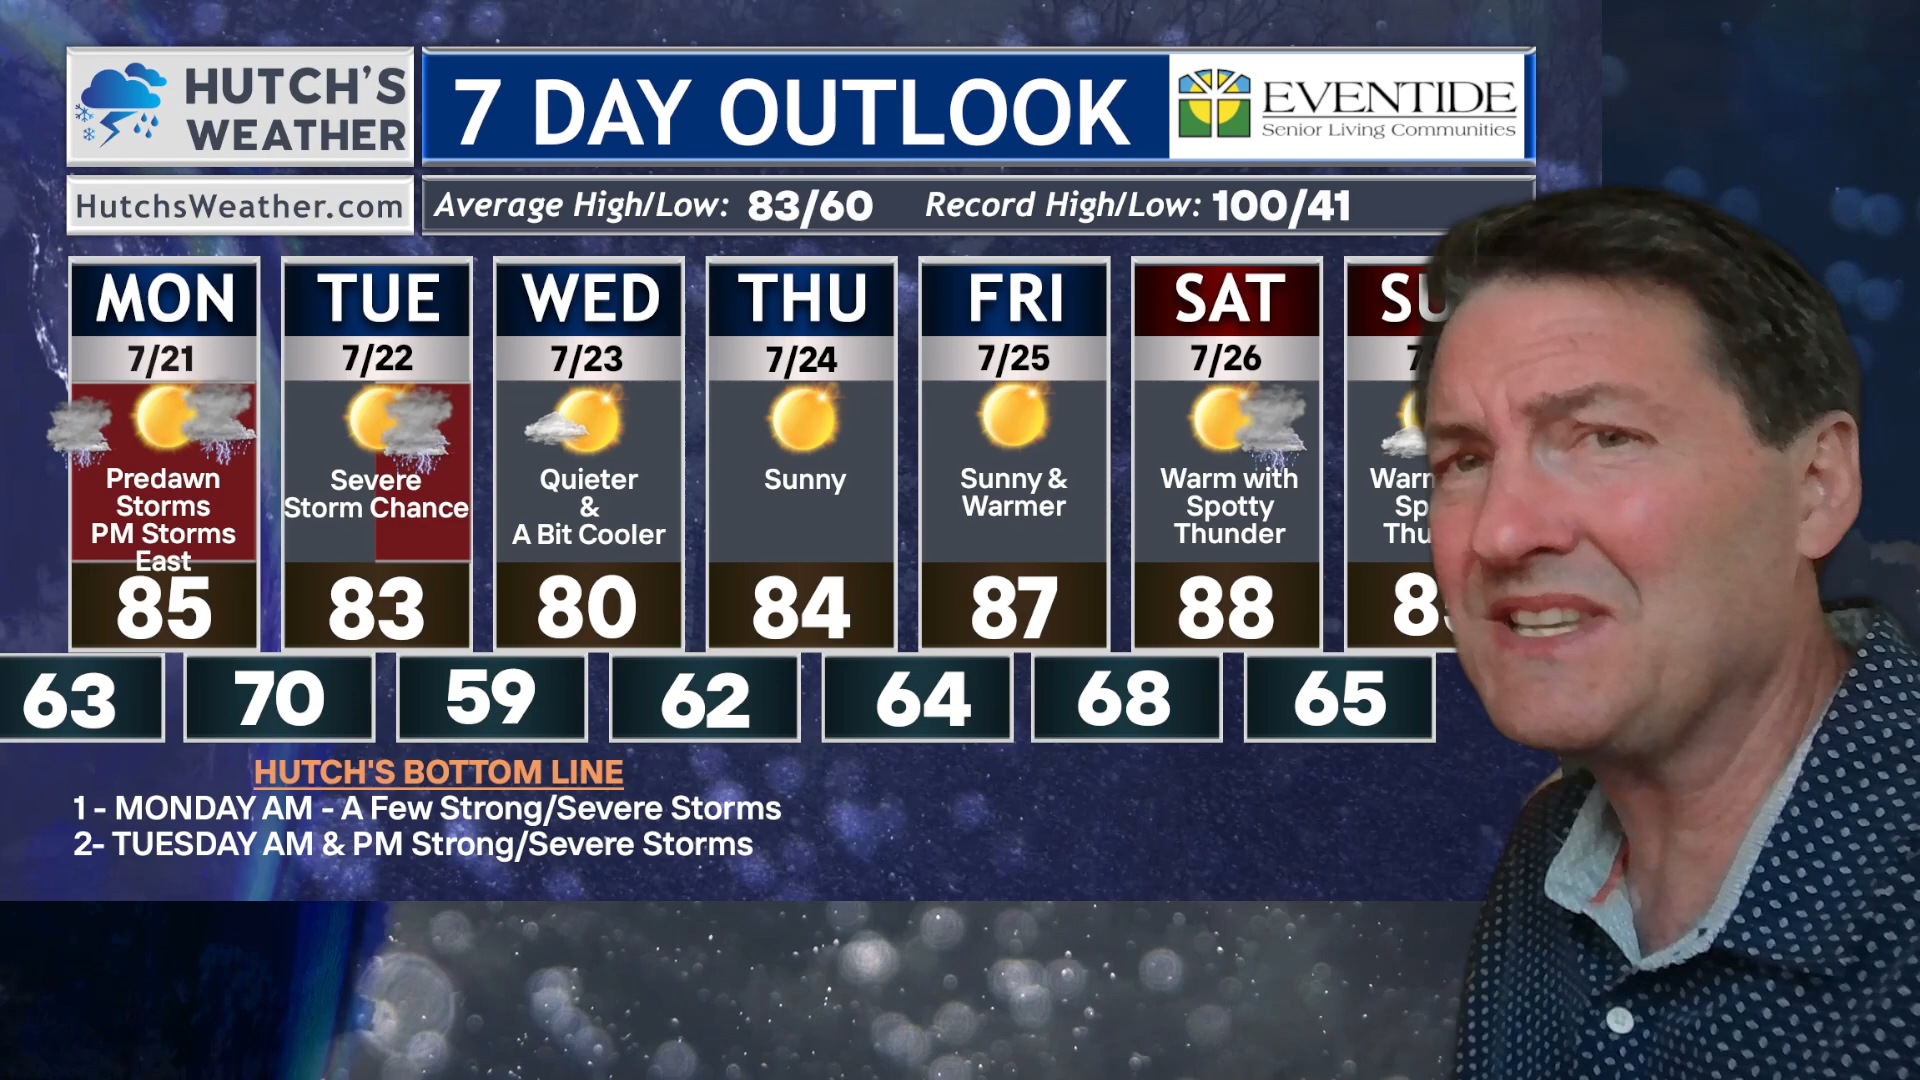 HUTCH'S
WEATHER
HutchsWeather.com
7 DAY OUTLOOK
EVENTIDE
Senior Living Communities
Average High/Low: 83/60 Record High/Low: 100/41
MON
7/21
Predawn
Storms
PM Storms
East
85
TUE
7/22
Severe
Storm Chance
83
WED
7/23
Quieter
&
A Bit Cooler
80
THU
7/24
Sunny
84
FRI
7/25
Sunny &
Warmer
87
SAT
7/26
Warm with
Spotty
Thunder
88
63 70 59 62 64 68 65
HUTCH'S BOTTOM LINE
1 - MONDAY AM - A Few Strong/Severe Storms
2- TUESDAY AM & PM Strong/Severe Storms